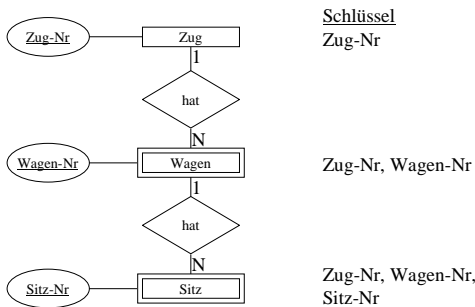 Schlüssel
Zug-Nr
Zug
Zug-Nr
1
hat
N
Wagen-Nr
Wagen
Zug-Nr, Wagen-Nr
1
hat
N
Sitz-Nr
Sitz
Zug-Nr, Wagen-Nr,
Sitz-Nr